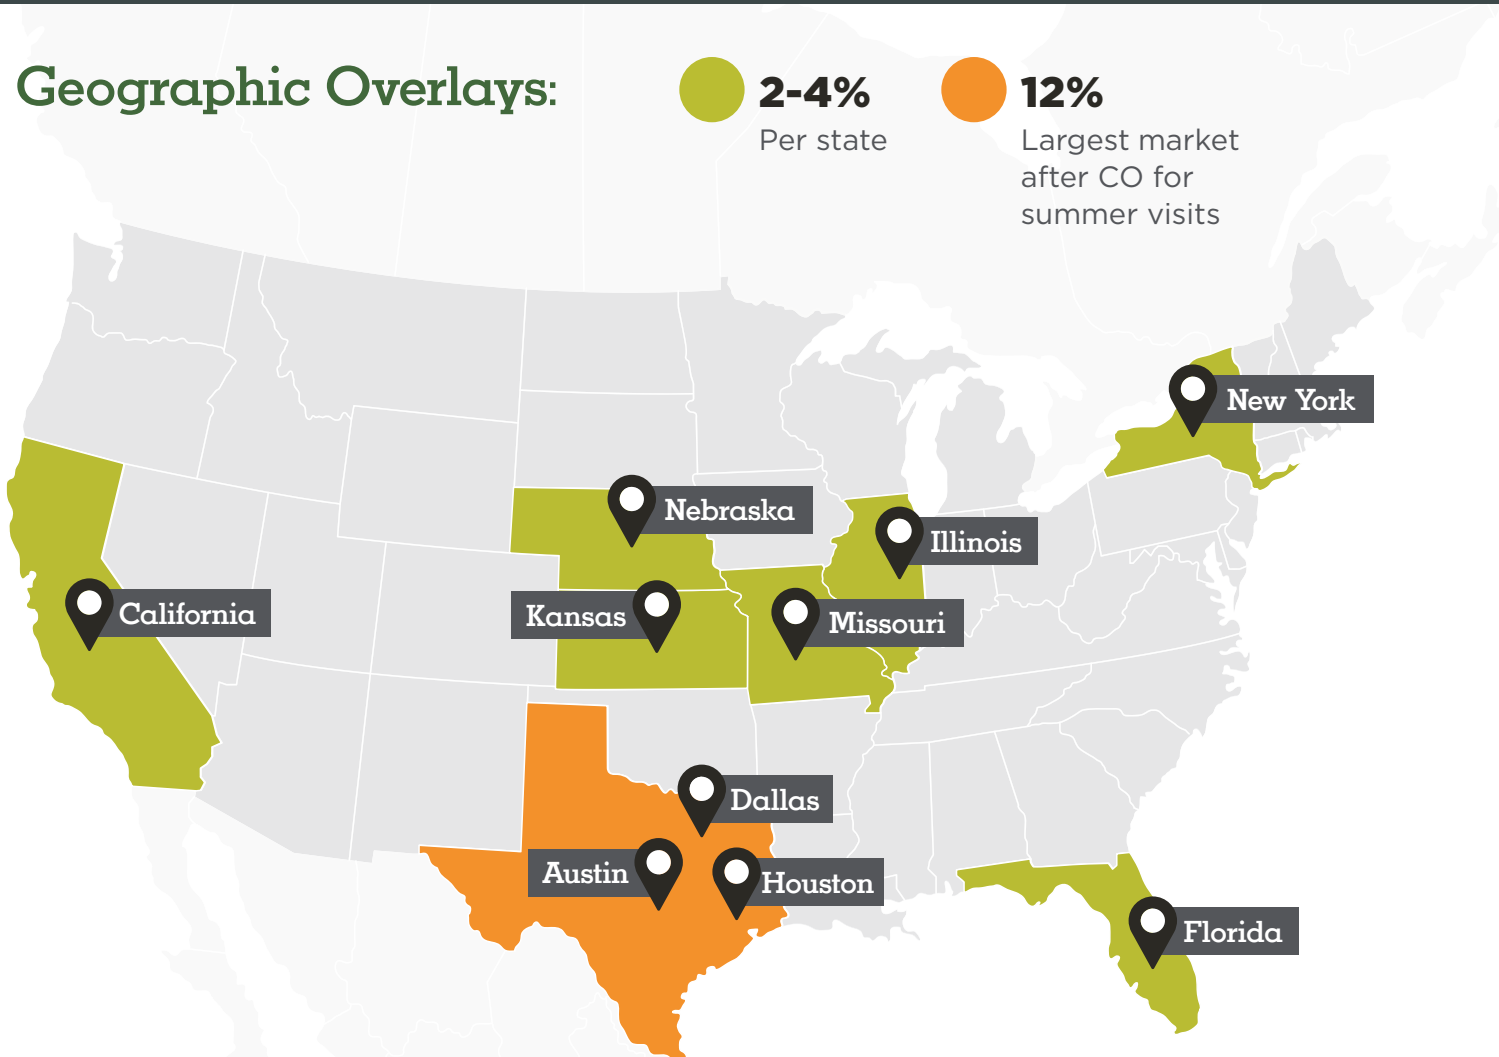 Geographic Overlays:
2-4%
Per state
12%
Largest market
after CO for
summer visits
New York
Nebraska
Illinois
California
Kansas
Missouri
Dallas
Austin
Houston
Florida